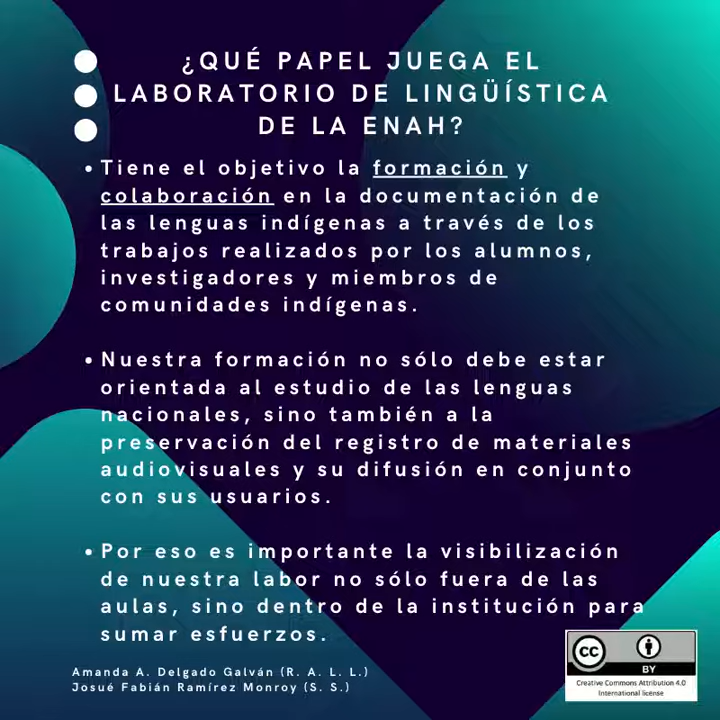 ¿QUÉ PAPEL JUEGA EL
LABORATORIO DE LINGÜÍSTICA
DE LA ENAH?
• Tiene el objetivo la formación y
colaboración en la documentación de
las lenguas indígenas a través de los
trabajos realizados por los alumnos,
investigadores y miembros de
comunidades indígenas.
• Nuestra formación no sólo debe estar
orientada al estudio de las lenguas
nacionales, sino también a la
preservación del registro de materiales
audiovisuales y su difusión en conjunto
con sus usuarios.
• Por eso es importante la visibilización
de nuestra labor no sólo fuera de las
aulas, sino dentro de la institución para
sumar esfuerzos.
Amanda A. Delgado Galván (R. A. L. L.)
Josué Fabián Ramírez Monroy (S. S.)
cc
BY
Creative Commons Attribution 4.0
International license